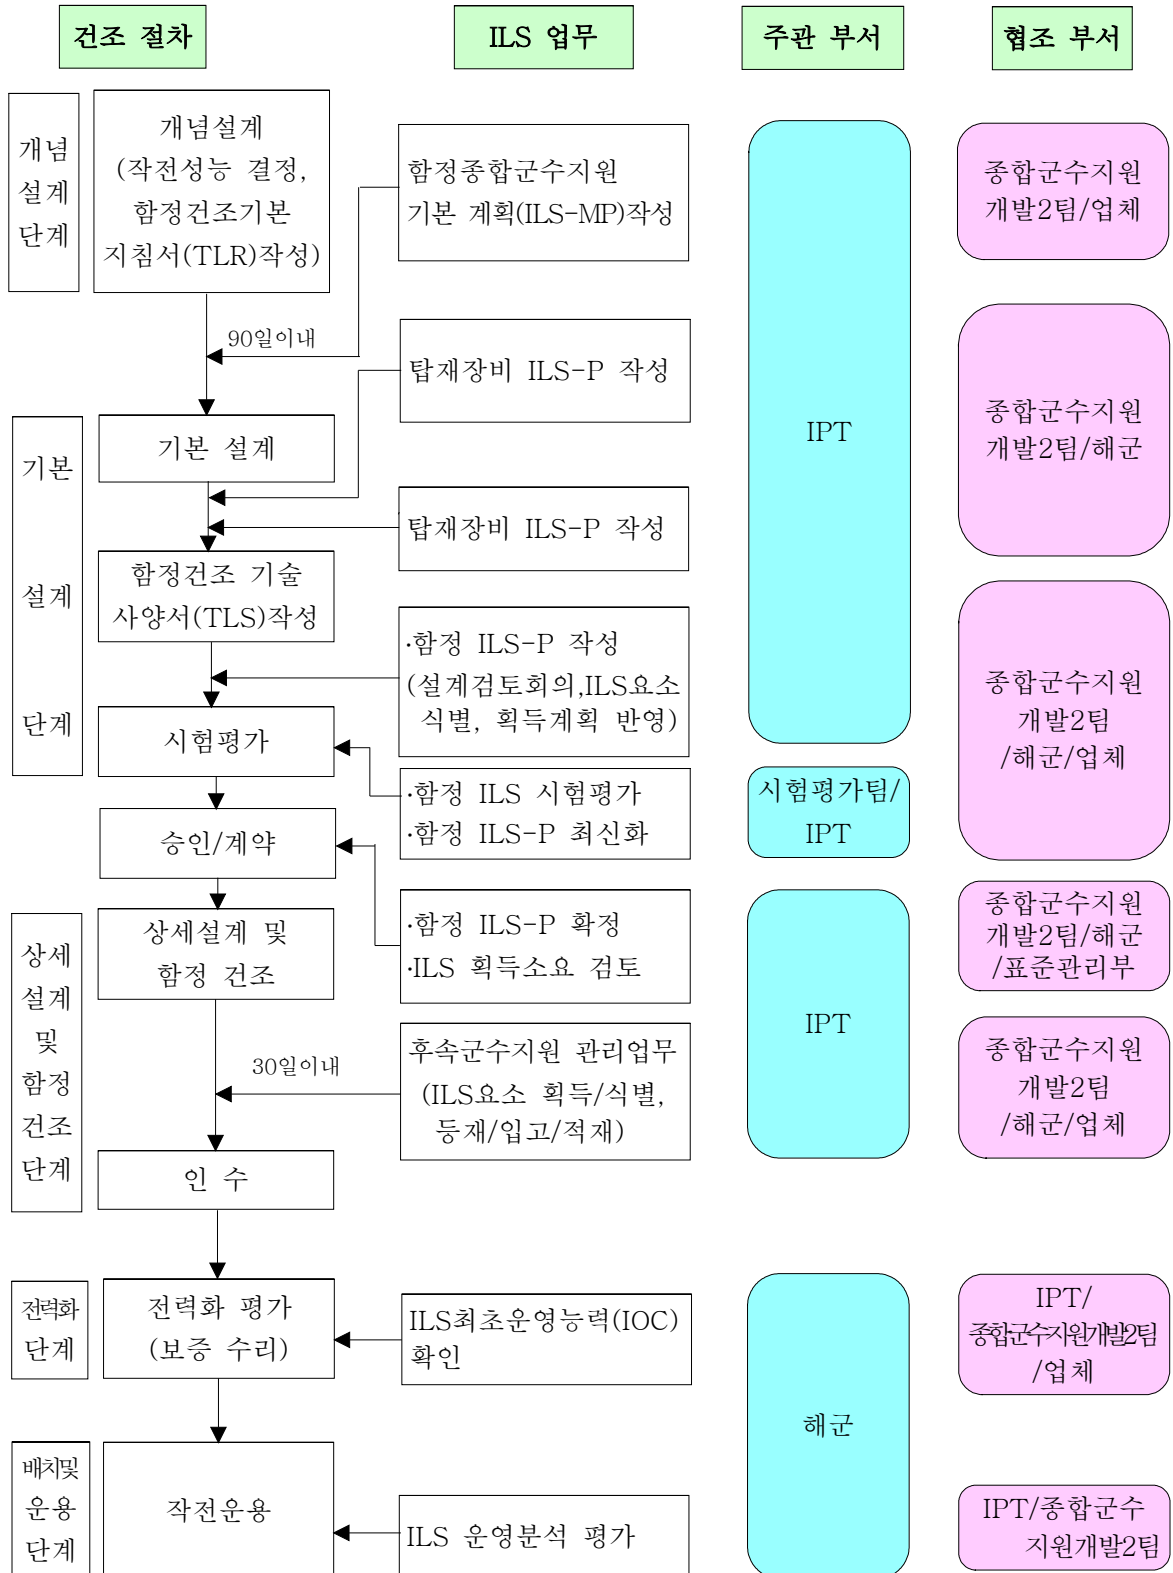 건조 절차
ILS 업무
주관 부서
협조 부서
개념
설계
단계
개념설계
(작전성능 결정,
함정건조기본
지침서(TLR)작성)
함정종합군수지원
기본 계획(ILS-MP)작성
종합군수지원
개발2팀/업체
90일이내
탑재장비 ILS-P 작성
IPT
종합군수지원
개발2팀/해군
기본
설계
단계
기본 설계
탑재장비 ILS-P 작성
함정건조 기술
사양서(TLS)작성
·함정 ILS-P 작성
(설계검토회의,ILS요소
식별, 획득계획 반영)
종합군수지원
개발2팀
/해군/업체
시험평가
·함정 ILS 시험평가
·함정 ILS-P 최신화
시험평가팀/
IPT
승인/계약
상세
설계
및
함정
건조
단계
상세설계 및
함정 건조
·함정 ILS-P 확정
·ILS 획득소요 검토
IPT
종합군수지원
개발2팀/해군
/표준관리부
30일이내
후속군수지원 관리업무
(ILS요소 획득/식별,
등재/입고/적재)
종합군수지원
개발2팀
/해군/업체
인 수
전력화
단계
전력화 평가
(보증 수리)
ILS최초운영능력(IOC)
확인
해군
IPT/
종합군수지원개발2팀
/업체
배치및
운용
단계
작전운용
ILS 운영분석 평가
IPT/종합군수
지원개발2팀